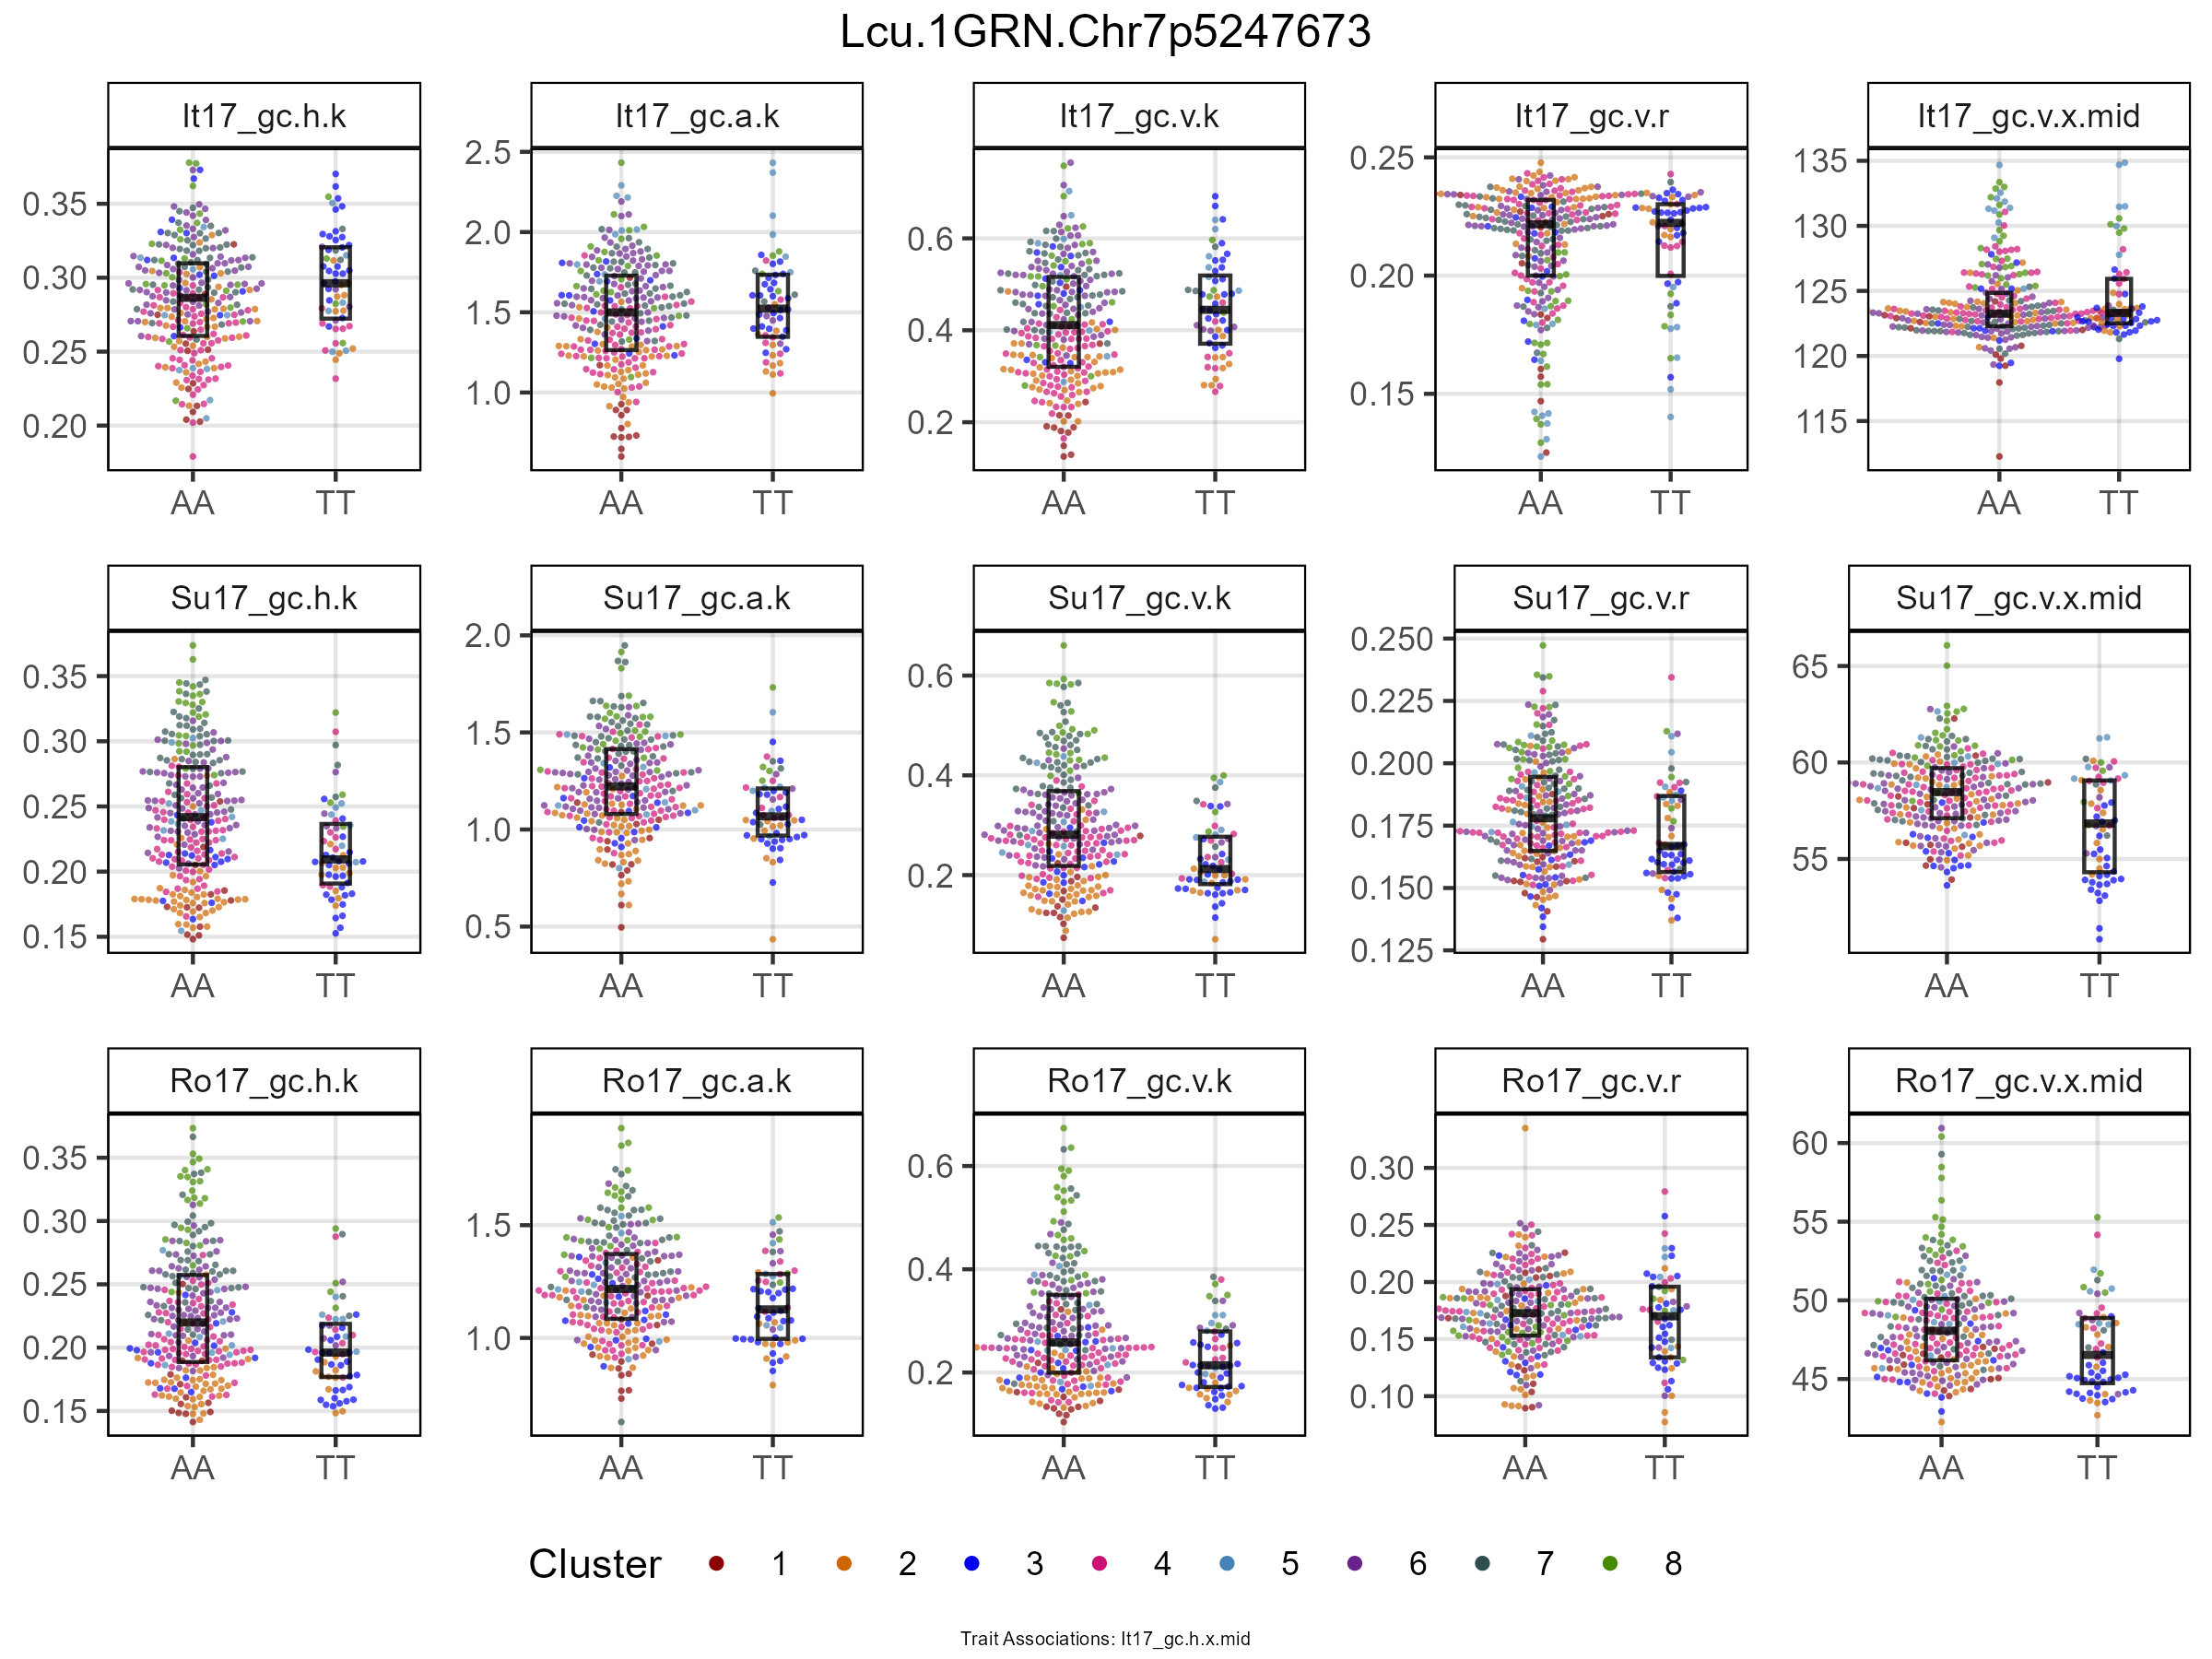 Lcu.1GRN.Chr7p5247673
It17_gc.h.k It17_gc.a.k It17_gc.v.k It17_gc.v.r It17_gc.v.x.mid
0.35 0.30 0.25 0.20
2.5 2.0 1.5 1.0
0.6 0.4 0.2
0.25 0.20 0.15
135 130 125 120 115
AA TT AA TT AA TT AA TT AA TT
Su17_gc.h.k Su17_gc.a.k Su17_gc.v.k Su17_gc.v.r Su17_gc.v.x.mid
0.35 0.30 0.25 0.20 0.15
2.0 1.5 1.0 0.5
0.6 0.4 0.2
0.250 0.225 0.200 0.175 0.150 0.125
65 60 55
AA TT AA TT AA TT AA TT AA TT
Ro17_gc.h.k Ro17_gc.a.k Ro17_gc.v.k Ro17_gc.v.r Ro17_gc.v.x.mid
0.35 0.30 0.25 0.20 0.15
1.5 1.0
0.6 0.4 0.2
0.30 0.25 0.20 0.15 0.10
60 55 50 45
AA TT AA TT AA TT AA TT AA TT
Cluster 1 2 3 4 5 6 7 8
Trait Associations: It17_gc.h.x.mid